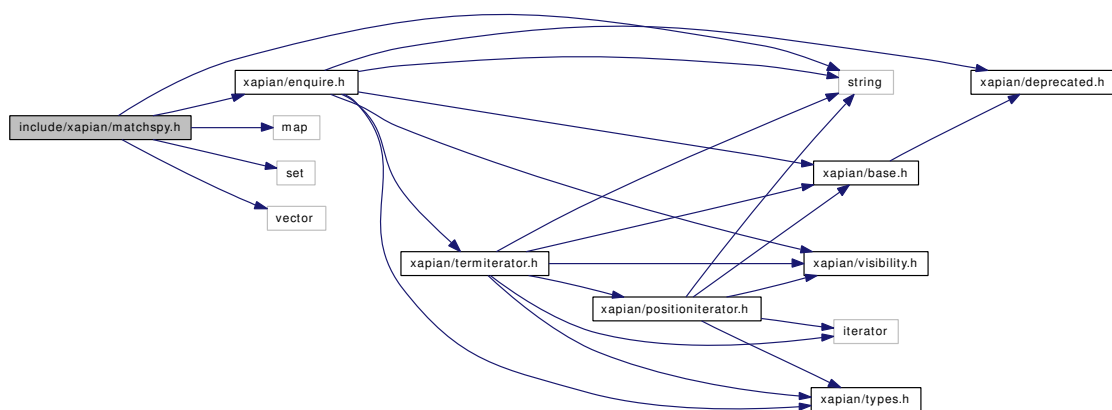 include/xapian/matchspy.h
xapian/enquire.h
map
set
vector
xapian/termiterator.h
xapian/positioniterator.h
string
xapian/base.h
xapian/visibility.h
iterator
xapian/types.h
xapian/deprecated.h